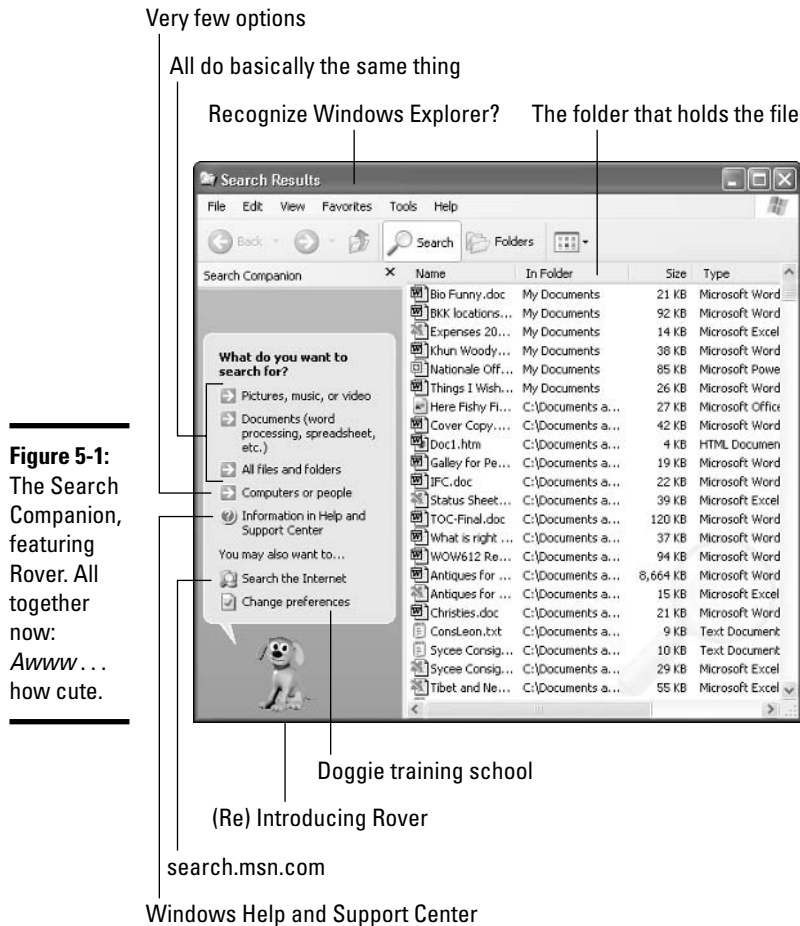 Very few options
All do basically the same thing
Recognize Windows Explorer? The folder that holds the file
Search Results
File Edit View Favorites Tools Help
Back Search Folders
Search Companion
Name In Folder Size Type
Bio Funny.doc My Documents 21 KB Microsoft Word
BKK locations... My Documents 92 KB Microsoft Word
Expenses 20... My Documents 14 KB Microsoft Excel
Khun Woody... My Documents 38 KB Microsoft Word
Nationale Off... My Documents 85 KB Microsoft Powe
Things I Wish... My Documents 26 KB Microsoft Word
Here Fishy Fi... C:\Documents a... 27 KB Microsoft Office
Cover Copy.... C:\Documents a... 42 KB Microsoft Word
Doc1.htm C:\Documents a... 4 KB HTML Documen
Galley for Pe... C:\Documents a... 19 KB Microsoft Word
IFC.doc C:\Documents a... 22 KB Microsoft Word
Status Sheet... C:\Documents a... 39 KB Microsoft Excel
TOC-Final.doc C:\Documents a... 120 KB Microsoft Word
What is right ... C:\Documents a... 37 KB Microsoft Word
WOW612 Re... C:\Documents a... 94 KB Microsoft Word
Antiques for ... C:\Documents a... 8,664 KB Microsoft Word
Antiques for ... C:\Documents a... 15 KB Microsoft Excel
Christies.doc C:\Documents a... 21 KB Microsoft Word
ConsLeon.txt C:\Documents a... 9 KB Text Document
Sycee Consig... C:\Documents a... 10 KB Text Document
Sycee Consig... C:\Documents a... 29 KB Microsoft Excel
Tibet and Ne... C:\Documents a... 55 KB Microsoft Excel
What do you want to
search for?
Pictures, music, or video
Documents (word
processing, spreadsheet,
etc.)
All files and folders
Computers or people
Information in Help and
Support Center
You may also want to...
Search the Internet
Change preferences
Figure 5-1:
The Search
Companion,
featuring
Rover. All
together
now:
Awww . . .
how cute.
Doggie training school
(Re) Introducing Rover
search.msn.com
Windows Help and Support Center